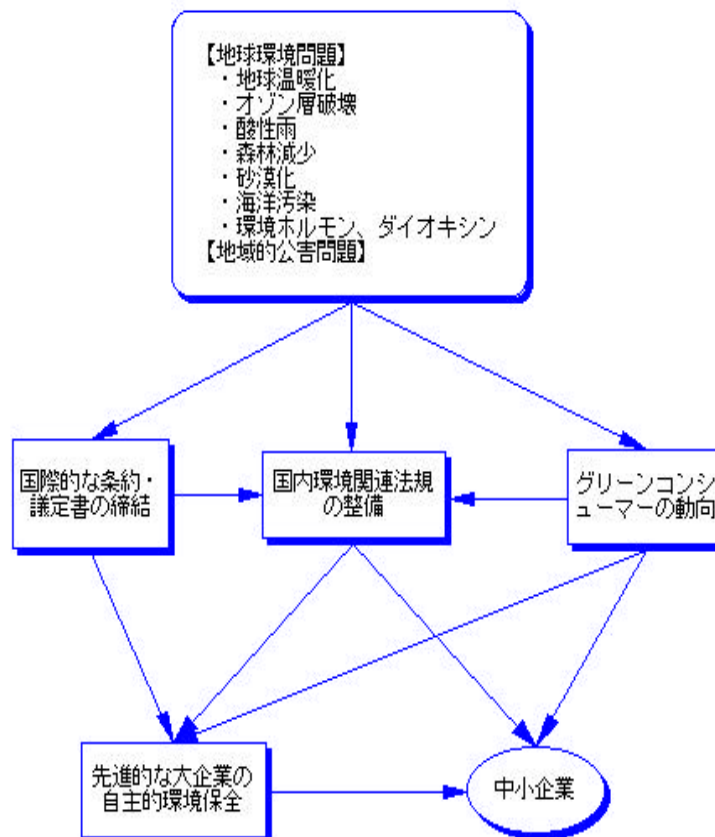 【地球環境問題】
・地球温暖化
・オゾン層破壊
・酸性雨
・森林減少
・砂漠化
・海洋汚染
・環境ホルモン、ダイオキシン
【地域的公害問題】
国際的な条約・
議定書の締結
国内環境関連法規
の整備
グリーンコンシ
ューマーの動向
先進的な大企業の
自主的環境保全
中小企業